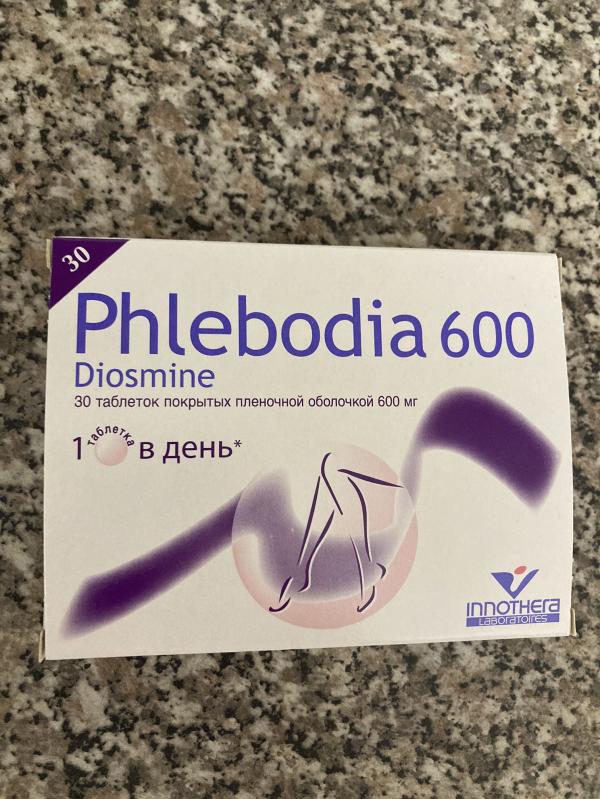 30
Phlebodia 600
Diosmine
30 таблеток покрытых пленочной оболочкой 600 мг
1 таблетка в день*
INNOTHERA
LABORATOIRES